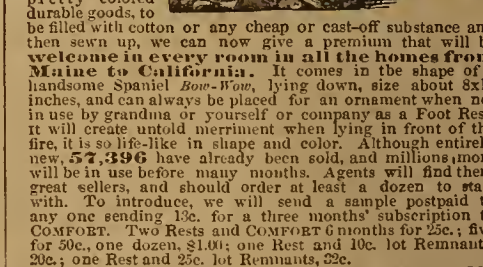 pretty colored
durable goods, to
be filled with cotton or any cheap or cast-off substance an
then sewn up, we can now give a premium that will b
welcome in every room in all the homes from
Maine to California. It comes in the shape of
handsome Spaniel Bow-Wow, lying down, size about 8x
inches, and can always be placed for an ornament when no
in use by grandma or yourself or company as a Foot Res
It will create untold merriment when lying in front of th
fire, it is so life-like in shape and color. Although entirel
new, 57,396 have already been sold, and millions more
will be in use before many months. Agents will find them
great sellers, and should order at least a dozen to sta
with. To introduce, we will send a sample postpaid t
any one sending 13c. for a three months' subscription t
COMFORT. Two Rests and COMFORT 6 months for 25c.; fiv
for 50c., one dozen, $1.00; one Rest and 10c. lot Remnant
20c.; one Rest and 25c. lot Remnants, 32c.